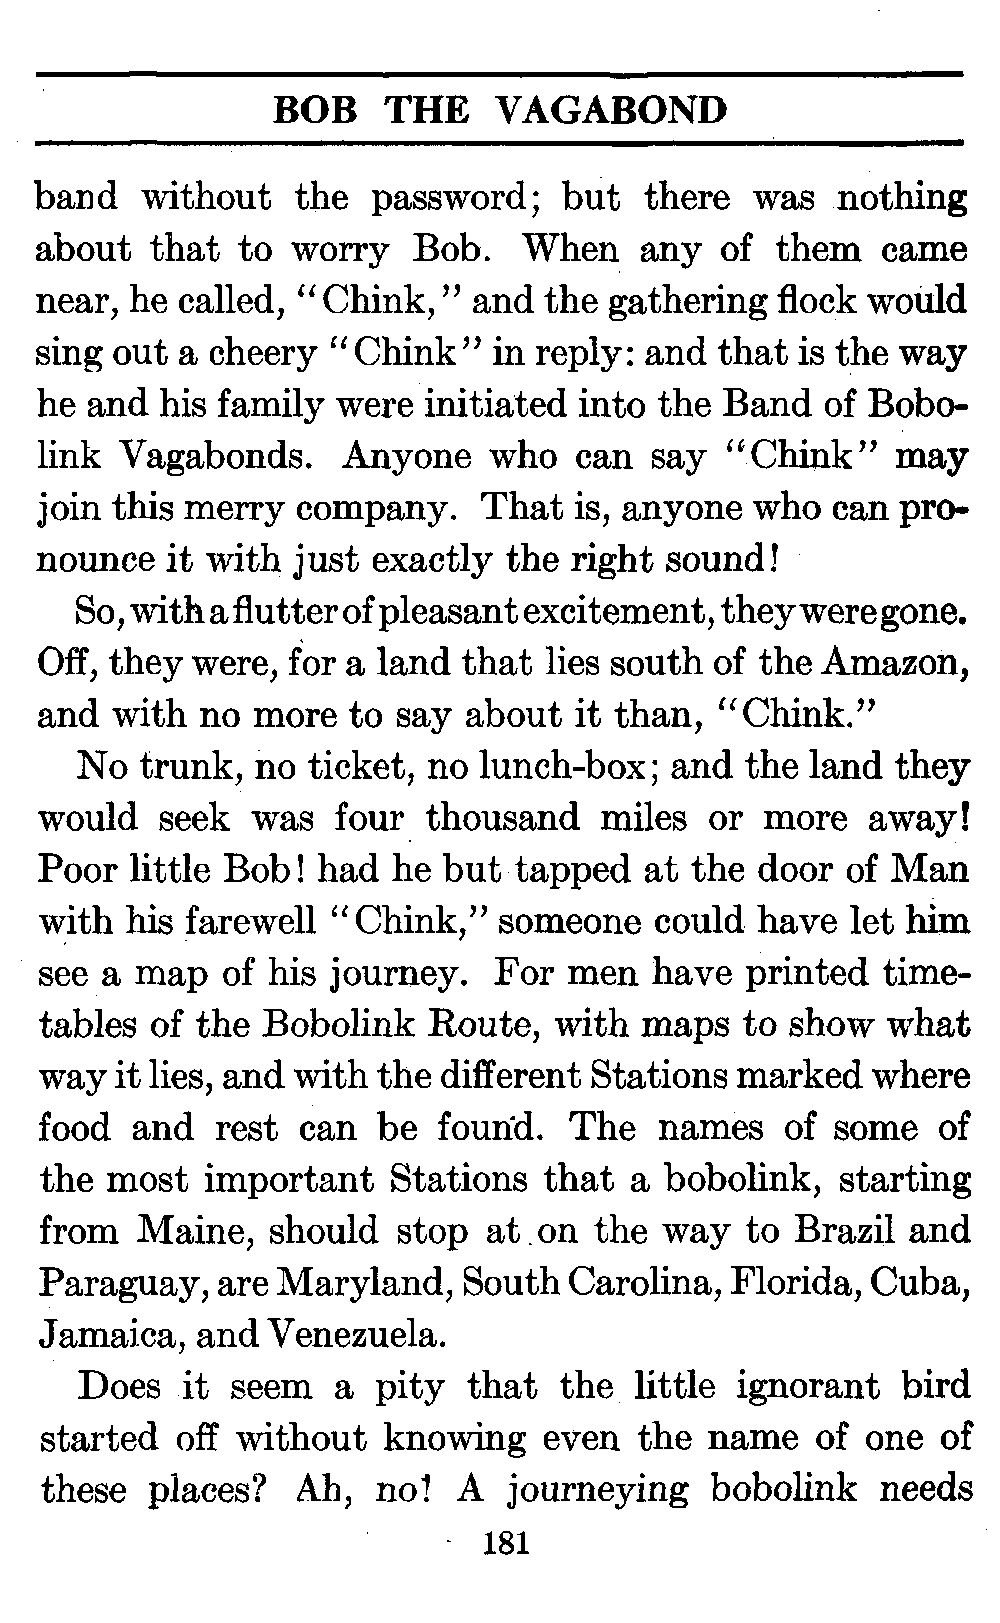 BOB THE VAGABOND
band without the password; but there was nothing
about that to worry Bob. When any of them came
near, he called, "Chink," and the gathering flock would
sing out a cheery "Chink" in reply: and that is the way
he and his family were initiated into the Band of Bobo-
link Vagabonds. Anyone who can say "Chink" may
join this merry company. That is, anyone who can pro-
nounce it with just exactly the right sound!
So, with a flutter of pleasant excitement, they were gone.
Off, they were, for a land that lies south of the Amazon,
and with no more to say about it than, "Chink."
No trunk, no ticket, no lunch-box; and the land they
would seek was four thousand miles or more away!
Poor little Bob! had he but tapped at the door of Man
with his farewell "Chink," someone could have let him
see a map of his journey. For men have printed time-
tables of the Bobolink Route, with maps to show what
way it lies, and with the different Stations marked where
food and rest can be found. The names of some of
the most important Stations that a bobolink, starting
from Maine, should stop at on the way to Brazil and
Paraguay, are Maryland, South Carolina, Florida, Cuba,
Jamaica, and Venezuela.
Does it seem a pity that the little ignorant bird
started off without knowing even the name of one of
these places? Ah, no! A journeying bobolink needs
181